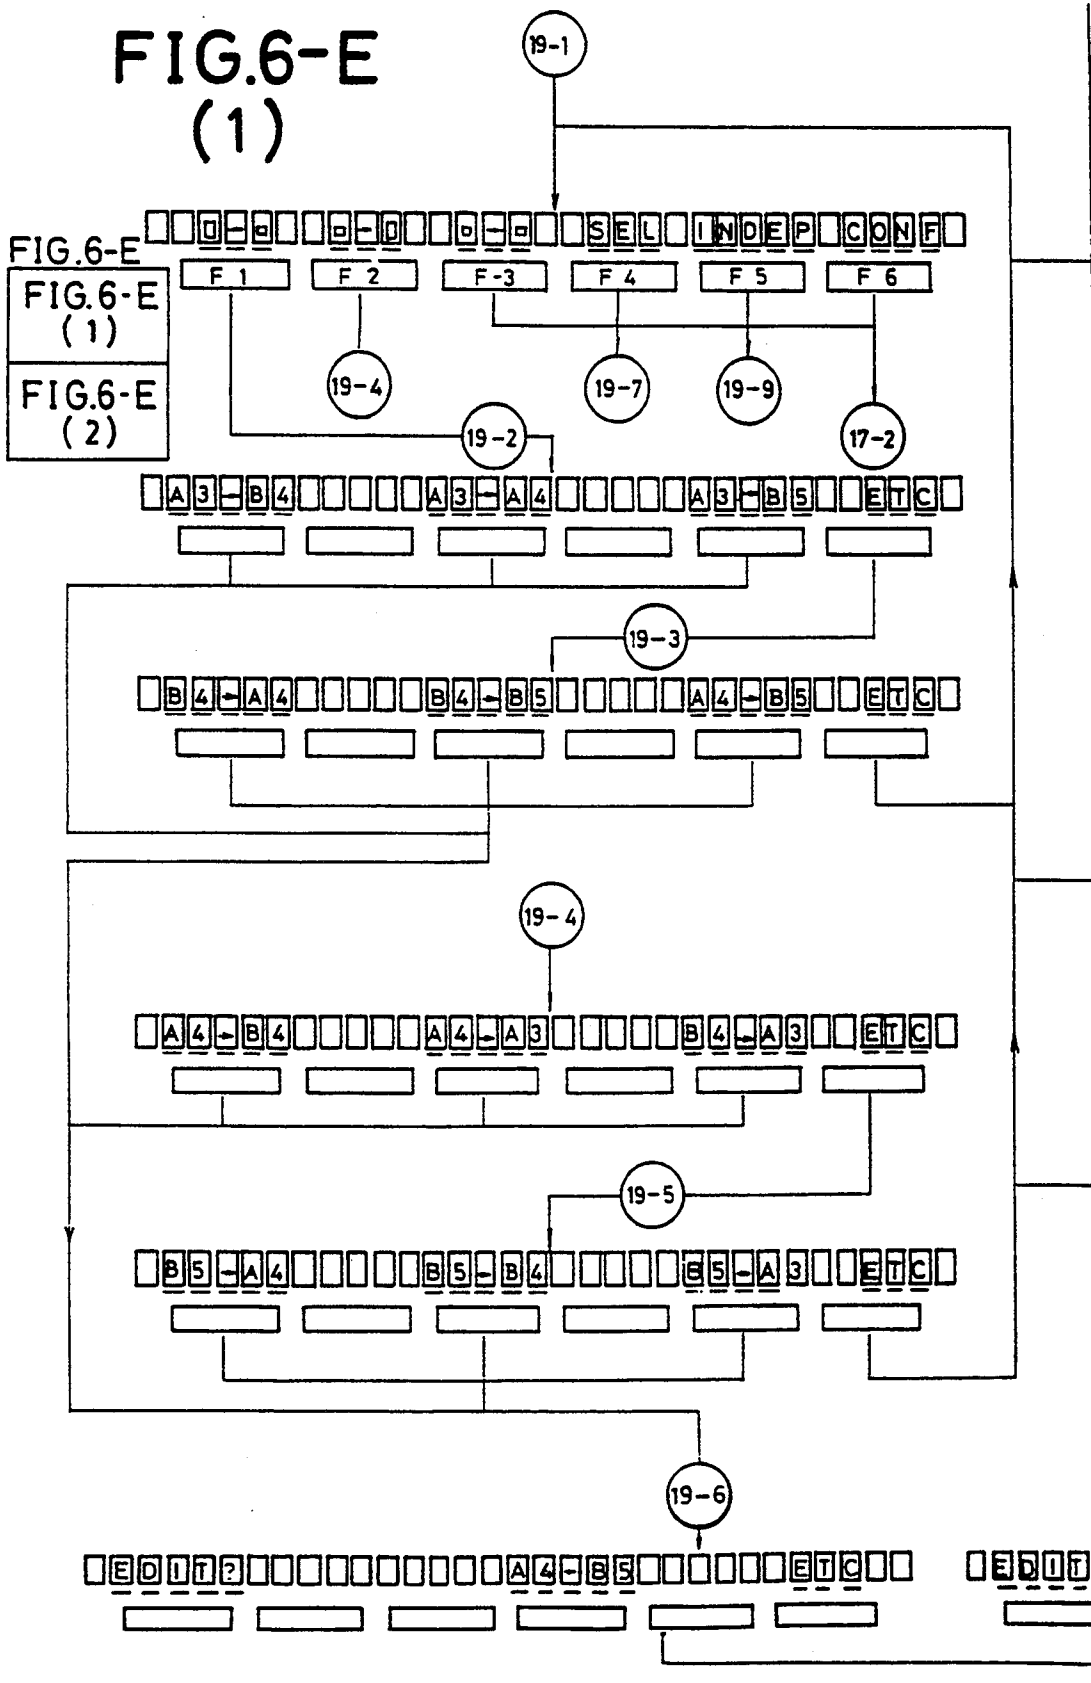 FIG.6-E
(1)
19-1
□→□ □→□ □→□ SEL INDEP CONF
FIG.6-E
FIG.6-E
(1)
FIG.6-E
(2)
F 1 F 2 F-3 F 4 F 5 F 6
19-4 19-7 19-9
19-2 17-2
A3→B4 A3→A4 A3→B5 ETC
19-3
B4→A4 B4→B5 A4→B5 ETC
19-4
A4→B4 A4→A3 B4→A3 ETC
19-5
B5→A4 B5→B4 B5→A3 ETC
19-6
EDIT? A4→B5 ETC EDIT